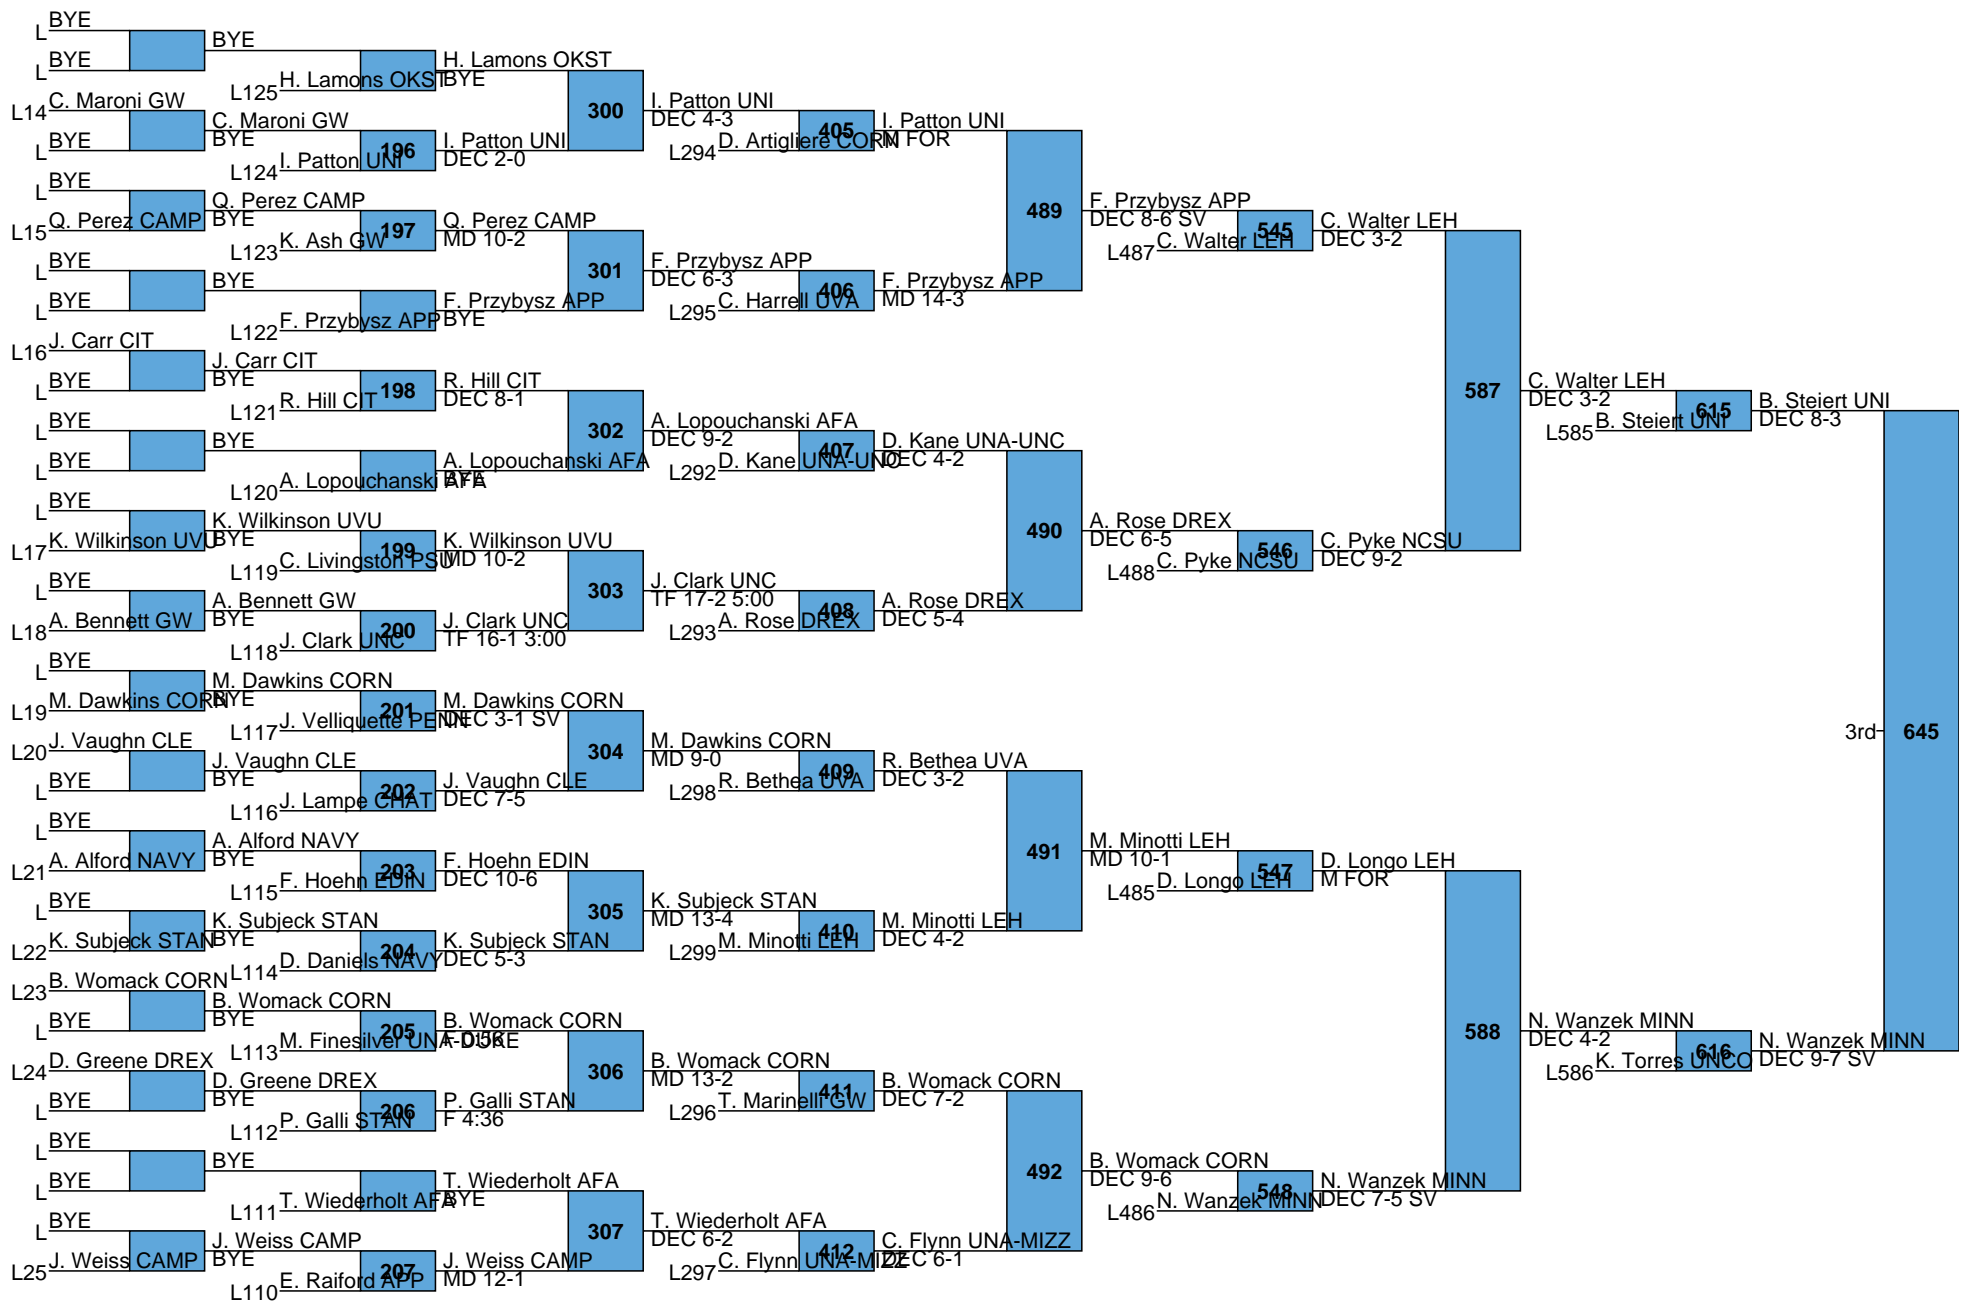 BYE
L
BYE
L
BYE
L125 H. Lamons OKST
H. Lamons OKST
BYE
L14 C. Maroni GW
BYE
L
C. Maroni GW
BYE
L124 I. Patton UNI
196
I. Patton UNI
DEC 2-0
300
I. Patton UNI
DEC 4-3
L294 D. Artigliere CORN
405
I. Patton UNI
M FOR
BYE
L
L15 Q. Perez CAMP
Q. Perez CAMP
BYE
L123 K. Ash GW
197
Q. Perez CAMP
MD 10-2
BYE
L
BYE
L
BYE
L122 F. Przybysz APP
F. Przybysz APP
BYE
301
F. Przybysz APP
DEC 6-3
L295 C. Harrell UVA
406
F. Przybysz APP
MD 14-3
489
F. Przybysz APP
DEC 8-6 SV
L487 C. Walter LEH
545
C. Walter LEH
DEC 3-2
L16 J. Carr CIT
BYE
L
J. Carr CIT
BYE
L121 R. Hill CIT
198
R. Hill CIT
DEC 8-1
BYE
L
BYE
L
BYE
L120 A. Lopouchanski AFA
A. Lopouchanski AFA
BYE
302
A. Lopouchanski AFA
DEC 9-2
L292 D. Kane UNA-UNC
407
D. Kane UNA-UNC
DEC 4-2
BYE
L
L17 K. Wilkinson UVU
K. Wilkinson UVU
BYE
L119 C. Livingston PSU
199
K. Wilkinson UVU
MD 10-2
BYE
L
L18 A. Bennett GW
A. Bennett GW
BYE
L118 J. Clark UNC
200
J. Clark UNC
TF 16-1 3:00
303
J. Clark UNC
TF 17-2 5:00
L293 A. Rose DREX
408
A. Rose DREX
DEC 5-4
490
A. Rose DREX
DEC 6-5
L488 C. Pyke NCSU
546
C. Pyke NCSU
DEC 9-2
587
C. Walter LEH
DEC 3-2
L585 B. Steiert UNI
615
B. Steiert UNI
DEC 8-3
BYE
L
L19 M. Dawkins CORN
M. Dawkins CORN
BYE
L117 J. Velliquette PENN
201
M. Dawkins CORN
DEC 3-1 SV
L20 J. Vaughn CLE
BYE
L
J. Vaughn CLE
BYE
L116 J. Lampe CHAT
202
J. Vaughn CLE
DEC 7-5
304
M. Dawkins CORN
MD 9-0
L298 R. Bethea UVA
409
R. Bethea UVA
DEC 3-2
BYE
L
L21 A. Alford NAVY
A. Alford NAVY
BYE
L115 F. Hoehn EDIN
203
F. Hoehn EDIN
DEC 10-6
BYE
L
L22 K. Subjeck STAN
K. Subjeck STAN
BYE
L114 D. Daniels NAVY
204
K. Subjeck STAN
DEC 5-3
305
K. Subjeck STAN
MD 13-4
L299 M. Minotti LEH
410
M. Minotti LEH
DEC 4-2
491
M. Minotti LEH
MD 10-1
L485 D. Longo LEH
547
D. Longo LEH
M FOR
L23 B. Womack CORN
BYE
L
B. Womack CORN
BYE
L113 M. Finesilver UNA-DUKE
205
B. Womack CORN
F 0:56
L24 D. Greene DREX
BYE
L
D. Greene DREX
BYE
L112 P. Galli STAN
206
P. Galli STAN
F 4:36
306
B. Womack CORN
MD 13-2
L296 T. Marinelli GW
411
B. Womack CORN
DEC 7-2
BYE
L
BYE
L
BYE
L111 T. Wiederholt AFA
T. Wiederholt AFA
BYE
BYE
L
L25 J. Weiss CAMP
J. Weiss CAMP
BYE
L110 E. Raiford APP
207
J. Weiss CAMP
MD 12-1
307
T. Wiederholt AFA
DEC 6-2
L297 C. Flynn UNA-MIZZ
412
C. Flynn UNA-MIZZ
DEC 6-1
492
B. Womack CORN
DEC 9-6
L486 N. Wanzek MINN
548
N. Wanzek MINN
DEC 7-5 SV
588
N. Wanzek MINN
DEC 4-2
L586 K. Torres UNCO
616
N. Wanzek MINN
DEC 9-7 SV
3rd
645